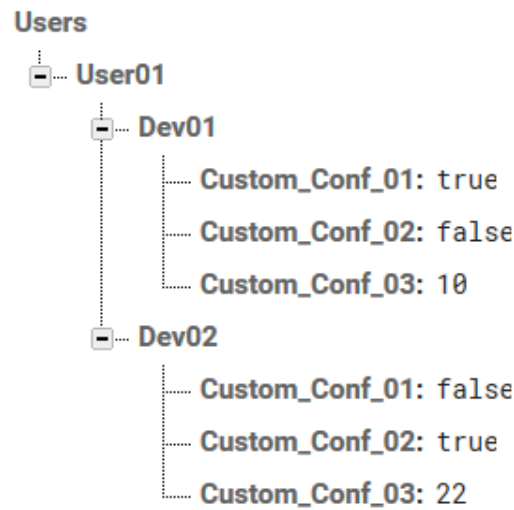 Users
User01
Dev01
Custom_Conf_01: true
Custom_Conf_02: false
Custom_Conf_03: 10
Dev02
Custom_Conf_01: false
Custom_Conf_02: true
Custom_Conf_03: 22